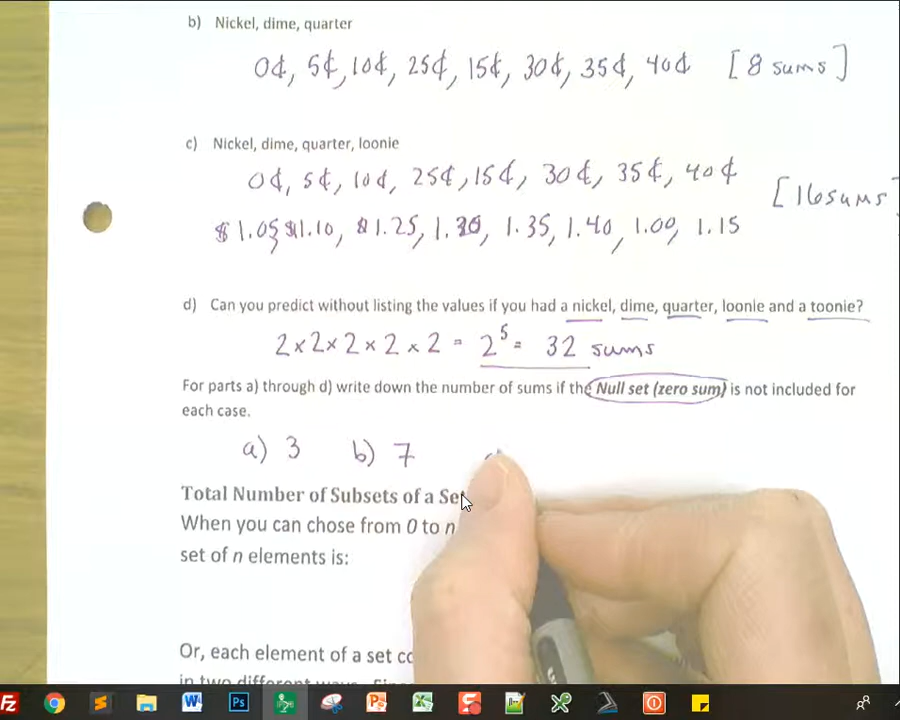 b) Nickel, dime, quarter
0¢, 5¢, 10¢, 25¢, 15¢, 30¢, 35¢, 40¢ [8 sums]
c) Nickel, dime, quarter, loonie
0¢, 5¢, 10¢, 25¢, 15¢, 30¢, 35¢, 40¢
[16 sums
$1.05, $1.10, $1.25, 1.30, 1.35, 1.40, 1.00, 1.15
d) Can you predict without listing the values if you had a nickel, dime, quarter, loonie and a toonie?
2×2×2×2×2 = 2⁵ = 32 sums
For parts a) through d) write down the number of sums if the Null set (zero sum) is not included for
each case.
a) 3 b) 7
Total Number of Subsets of a Set
When you can chose from 0 to n
set of n elements is:
Or, each element of a set
in two different